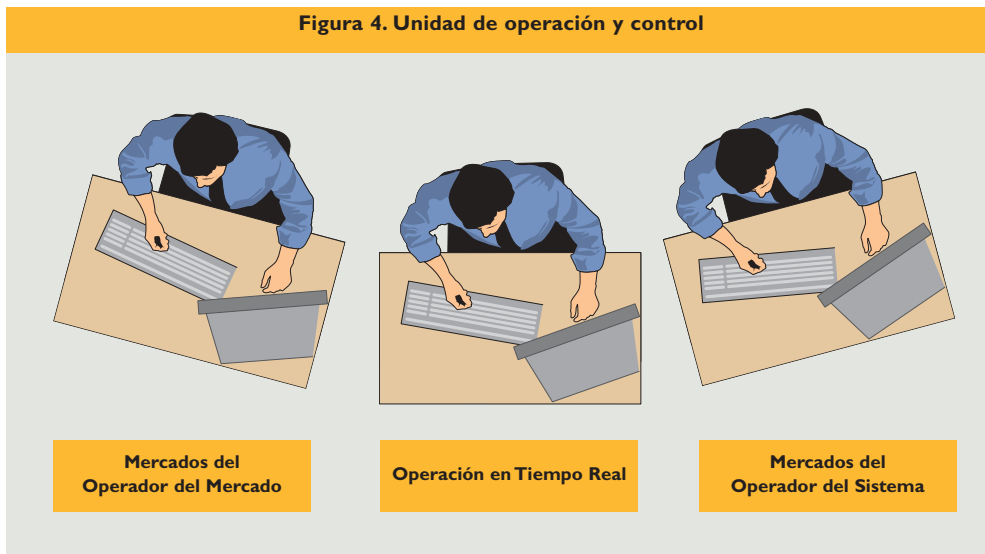 Figura 4. Unidad de operación y control
Mercados del
Operador del Mercado
Operación en Tiempo Real
Mercados del
Operador del Sistema